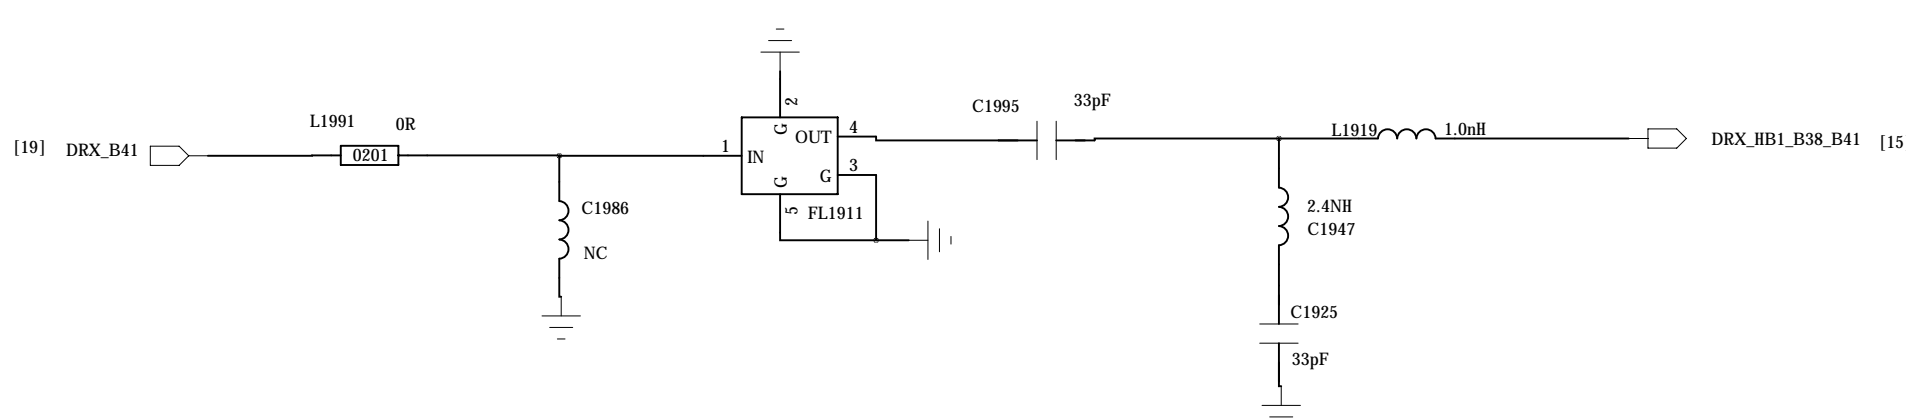 [19] DRX_B41
L1991 0R
0201
C1986
NC
1
IN
2
G
OUT
4
G
3
G
5
FL1911
C1995 33pF
L1919 1.0nH
DRX_HB1_B38_B41 [15
2.4NH
C1947
C1925
33pF